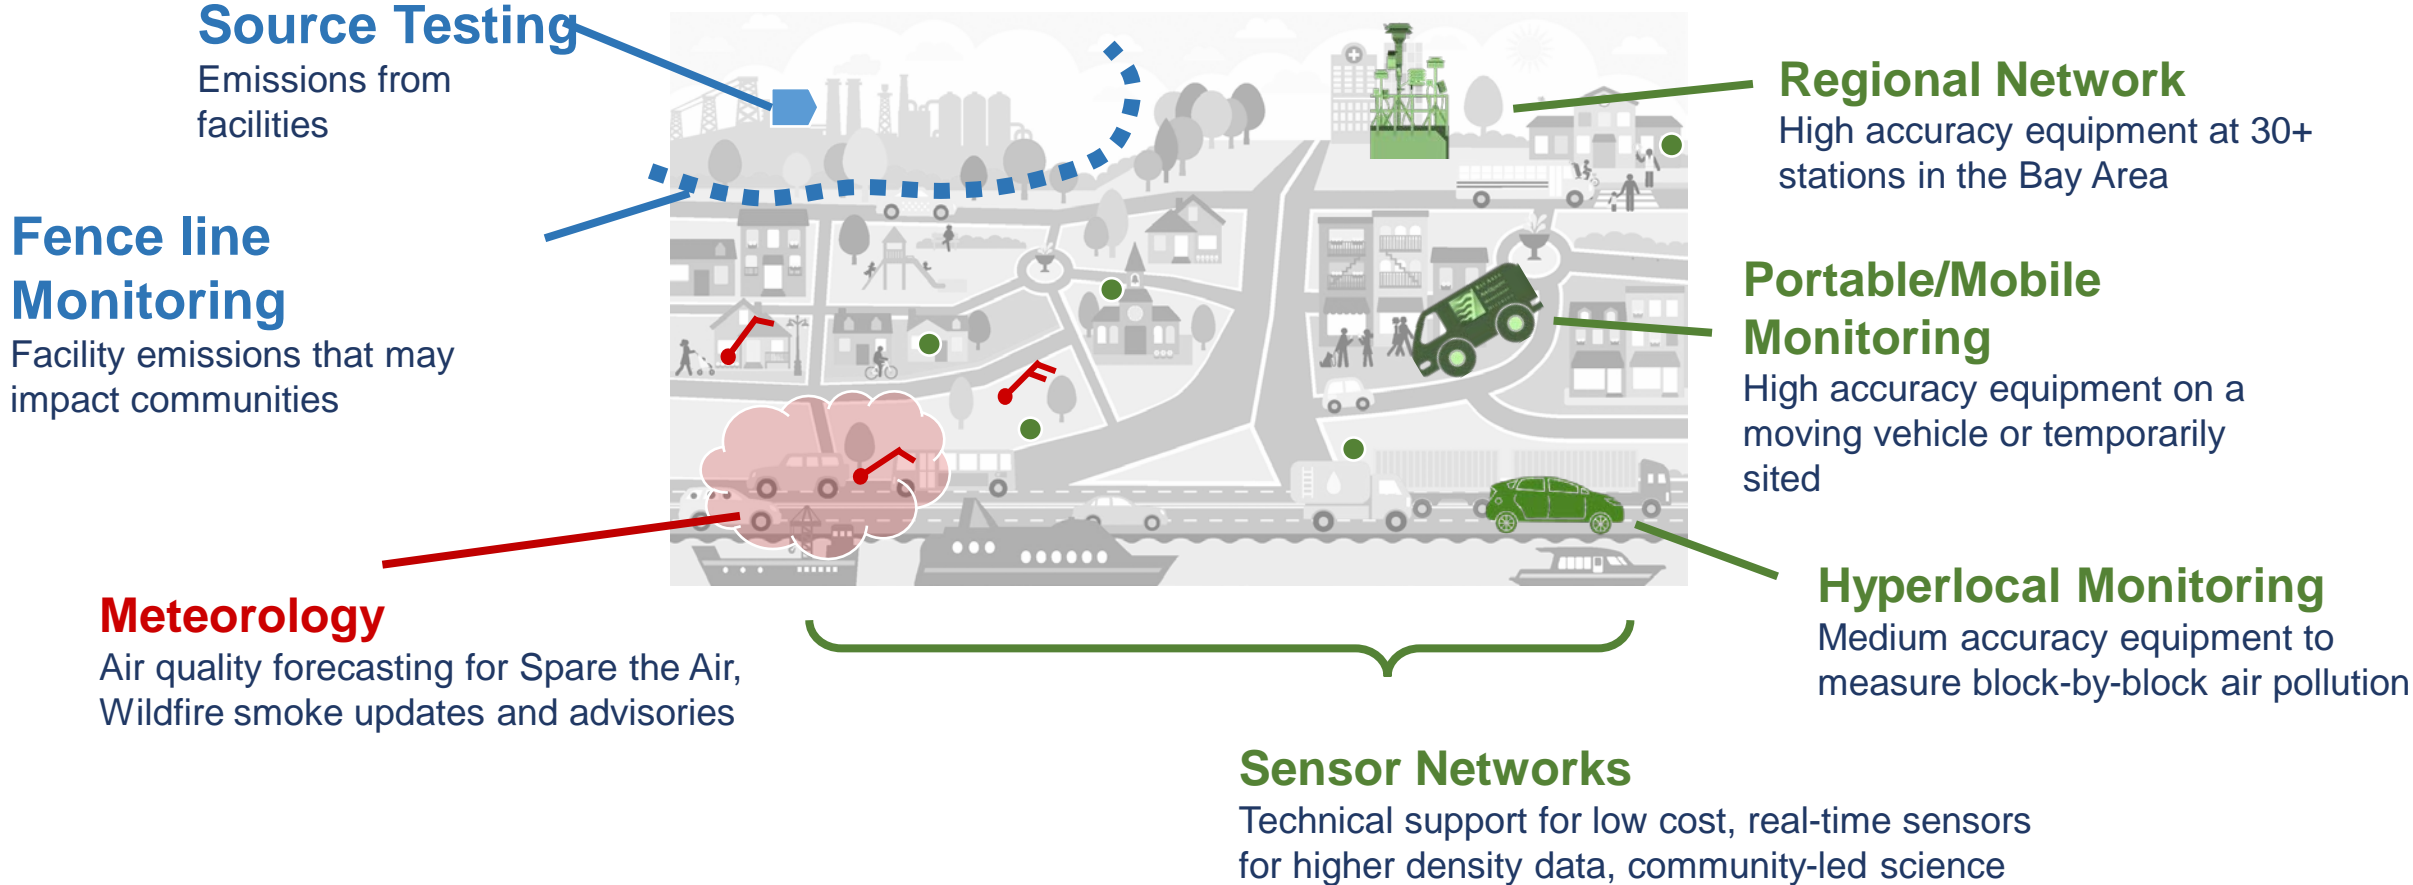 Source Testing
Emissions from
facilities
Fence line
Monitoring
Facility emissions that may
impact communities
Meteorology
Air quality forecasting for Spare the Air,
Wildfire smoke updates and advisories
Regional Network
High accuracy equipment at 30+
stations in the Bay Area
Portable/Mobile
Monitoring
High accuracy equipment on a
moving vehicle or temporarily
sited
Hyperlocal Monitoring
Medium accuracy equipment to
measure block-by-block air pollution
Sensor Networks
Technical support for low cost, real-time sensors
for higher density data, community-led science